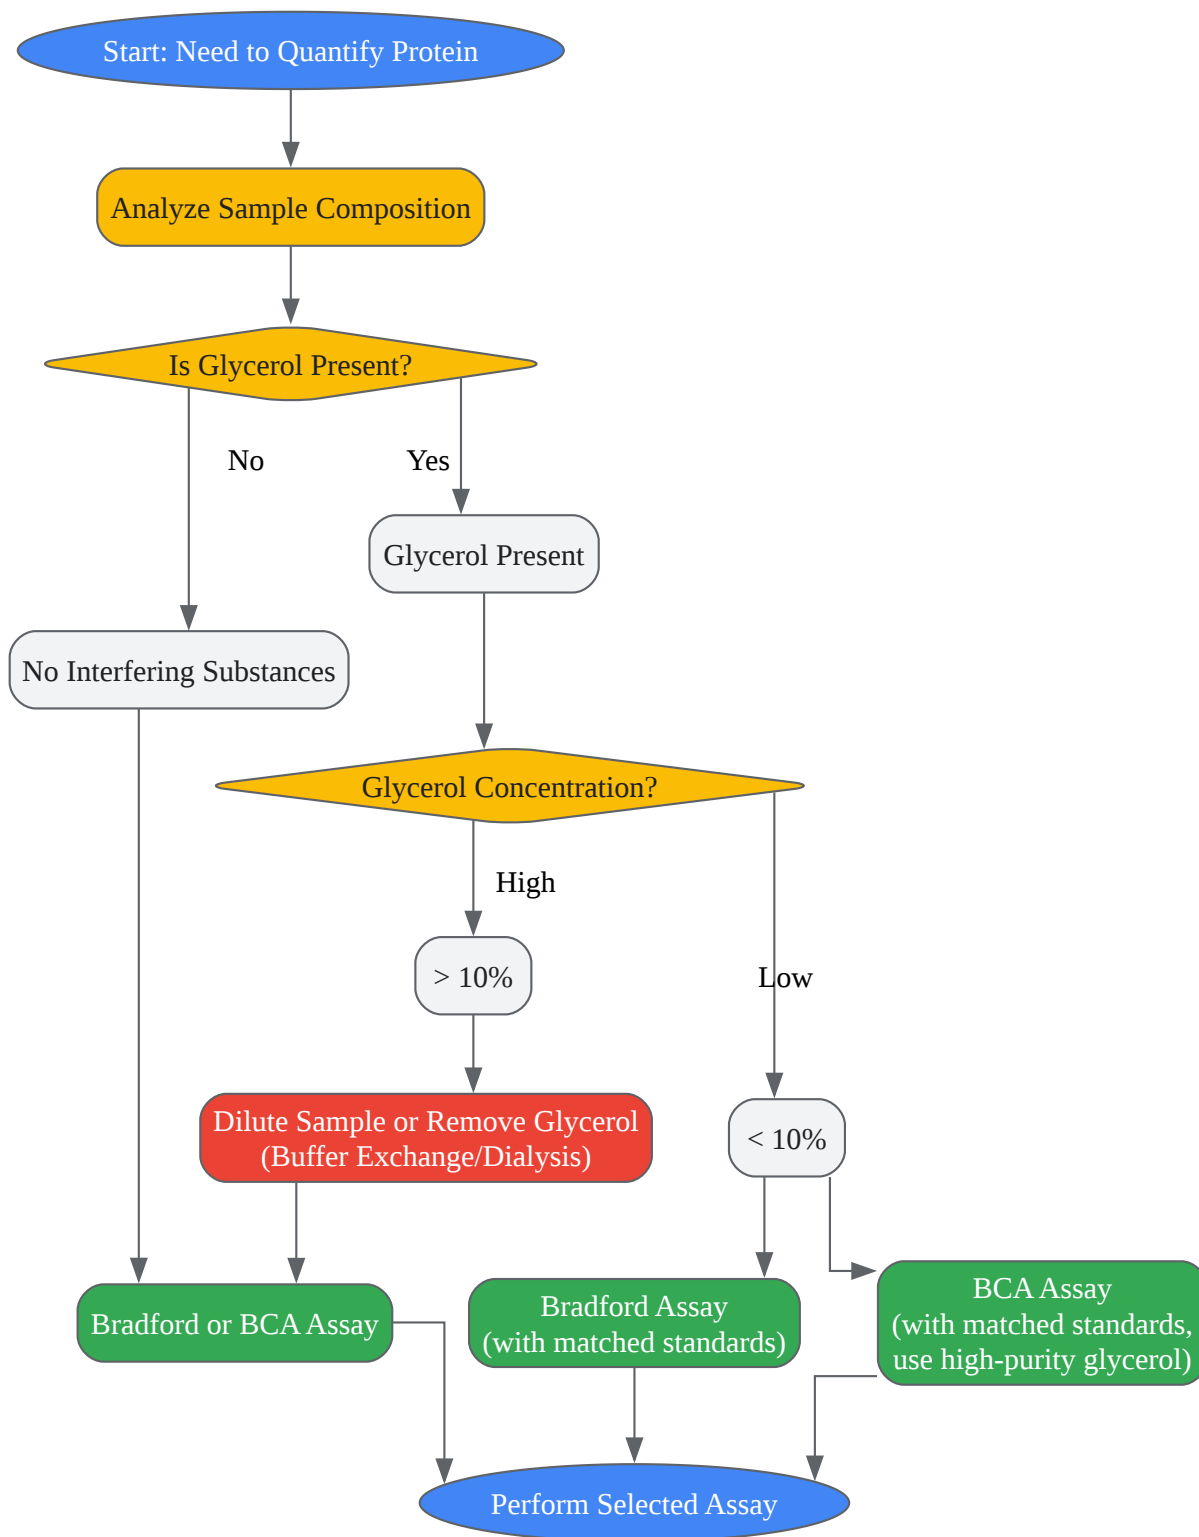 Start: Need to Quantify Protein
Analyze Sample Composition
Is Glycerol Present?
No
Yes
Glycerol Present
No Interfering Substances
Glycerol Concentration?
High
> 10%
Low
Dilute Sample or Remove Glycerol
(Buffer Exchange/Dialysis)
< 10%
Bradford or BCA Assay
Bradford Assay
(with matched standards)
BCA Assay
(with matched standards,
use high-purity glycerol)
Perform Selected Assay